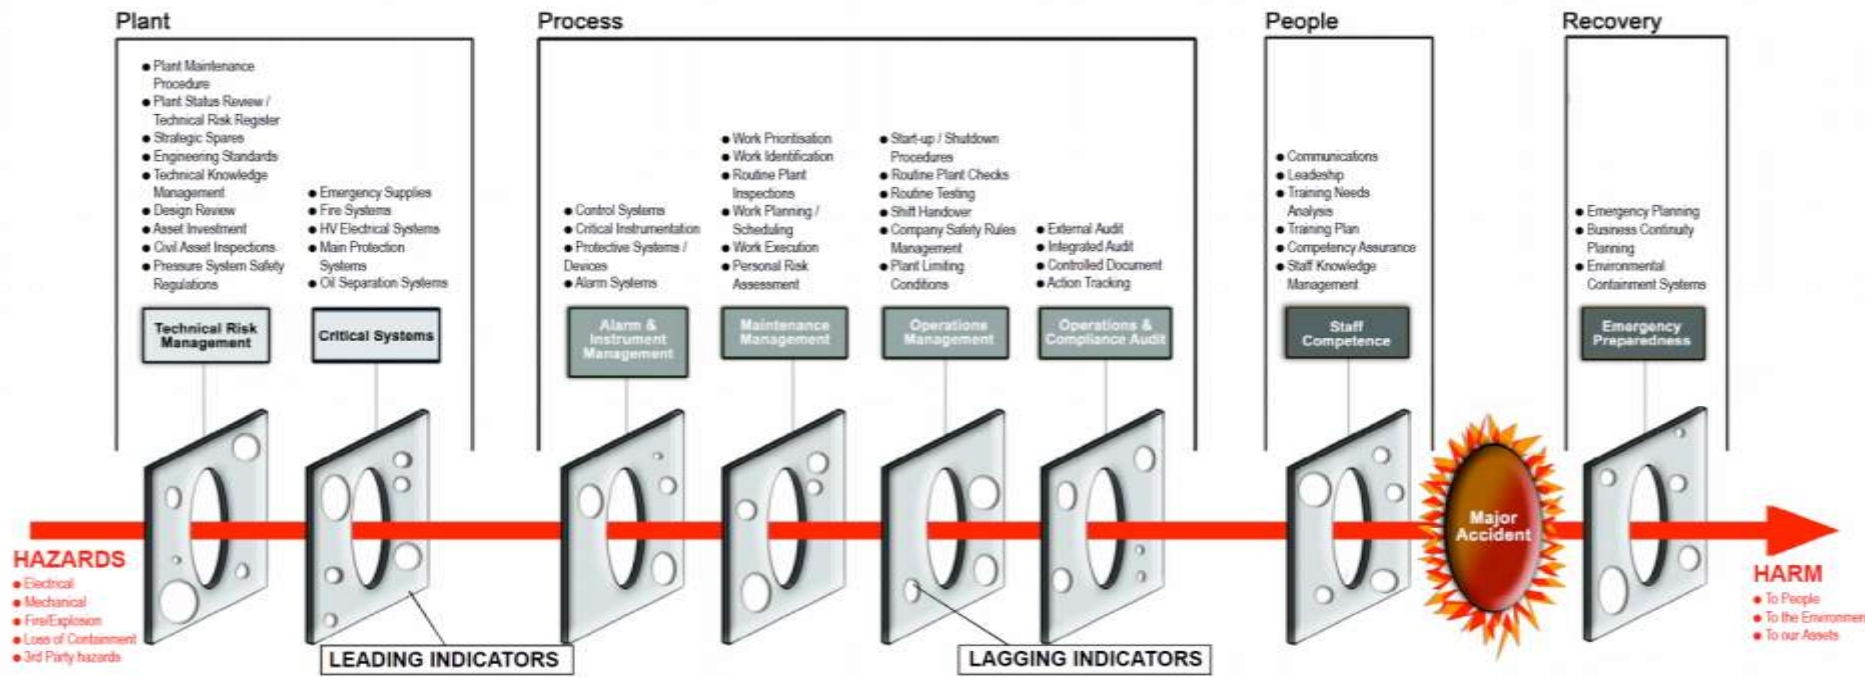 Plant
● Plant Maintenance
Procedure
● Plant Status Review /
Technical Risk Register
● Strategic Spares
● Engineering Standards
● Technical Knowledge
Management
● Design Review
● Asset Investment
● Civil Asset Inspections
● Pressure System Safety
Regulations
Technical Risk
Management
● Emergency Supplies
● Fire Systems
● HV Electrical Systems
● Main Protection
Systems
● Oil Separation Systems
Critical Systems
Process
● Control Systems
● Critical Instrumentation
● Protective Systems /
Devices
● Alarm Systems
Alarm &
Instrument
Management
● Work Prioritisation
● Work Identification
● Routine Plant
Inspections
● Work Planning /
Scheduling
● Work Execution
● Personal Risk
Assessment
Maintenance
Management
● Start-up / Shutdown
Procedures
● Routine Plant Checks
● Routine Testing
● Shift Handover
● Company Safety Rules
Management
● Plant Limiting
Conditions
Operations
Management
● External Audit
● Integrated Audit
● Controlled Document
● Action Tracking
Operations &
Compliance Audit
People
● Communications
● Leadeship
● Training Needs
Analysis
● Training Plan
● Competency Assurance
● Staff Knowledge
Management
Staff
Competence
Recovery
● Emergency Planning
● Business Continuity
Planning
● Environmental
Containment Systems
Emergency
Preparedness
HAZARDS
● Electrical
● Mechanical
● Fire/Explosion
● Loss of Containment
● 3rd Party hazards
LEADING INDICATORS
LAGGING INDICATORS
Major
Accident
HARM
● To People
● To the Environmen
● To our Assets